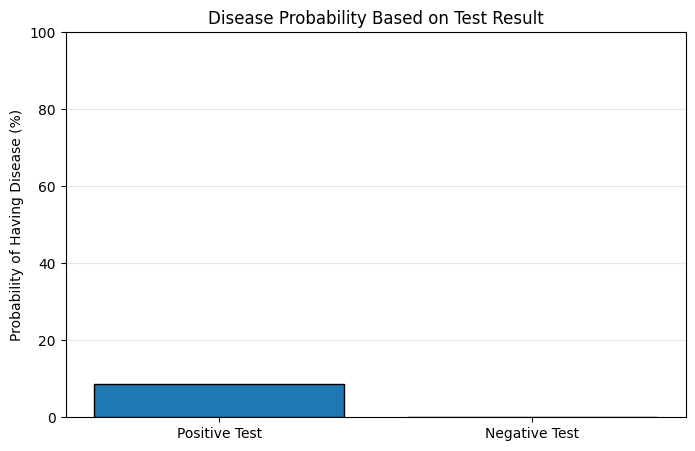 Disease Probability Based on Test Result
Probability of Having Disease (%)
100
80
60
40
20
0
Positive Test
Negative Test